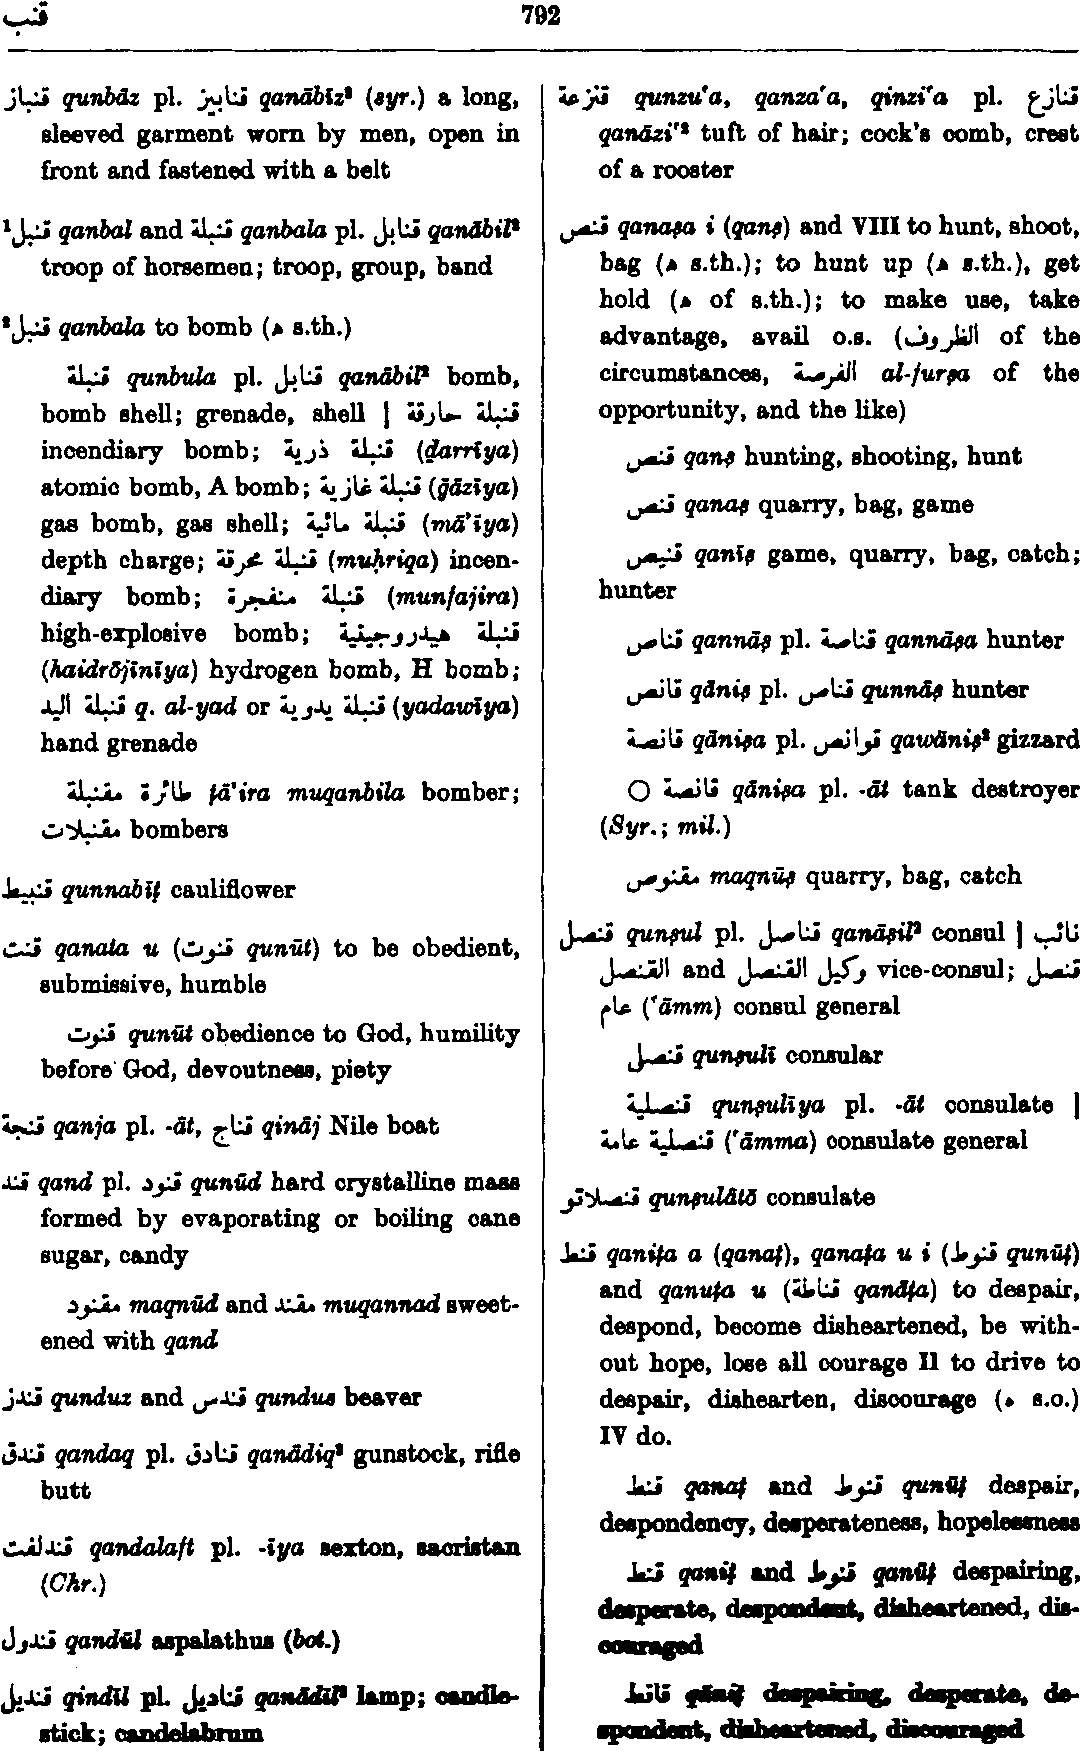 قنب
792
قنباز qunbāz pl. قنابيز qanābīz² (syr.) a long,
sleeved garment worn by men, open in
front and fastened with a belt
¹قنبل qanbal and قنبلة qanbala pl. قنابل qanābil²
troop of horsemen; troop, group, band
²قنبل qanbala to bomb (ه s.th.)
قنبلة qunbula pl. قنابل qanābil² bomb,
bomb shell; grenade, shell | قنبلة حارقة
incendiary bomb; قنبلة ذرية (ḏarrīya)
atomic bomb, A bomb; قنبلة غازية (ḡāzīya)
gas bomb, gas shell; قنبلة مائية (mā'īya)
depth charge; قنبلة محرقة (muḥriqa) incen-
diary bomb; قنبلة منفجرة (munfajira)
high-explosive bomb; قنبلة هيدروجينية
(haidrōjīnīya) hydrogen bomb, H bomb;
قنبلة اليد q. al-yad or قنبلة يدوية (yadawīya)
hand grenade
طائرة مقنبلة ṭā'ira muqanbila bomber;
مقنبلات bombers
قنبيط qunnabīṭ cauliflower
قنت qanata u (قنوت qunūt) to be obedient,
submissive, humble
قنوت qunūt obedience to God, humility
before God, devoutness, piety
قنجة qanja pl. -āt, قناج qināj Nile boat
قند qand pl. قنود qunūd hard crystalline mass
formed by evaporating or boiling cane
sugar, candy
مقنود maqnūd and مقند muqannad sweet-
ened with qand
قندز qunduz and قندس qundus beaver
قندق qandaq pl. قنادق qanādiq² gunstock, rifle
butt
قندلفت qandalaft pl. -īya sexton, sacristan
(Chr.)
قندول qandūl aspalathus (bot.)
قنديل qindīl pl. قناديل qanādīl² lamp; candle-
stick; candelabrum
قنزعة qunzu'a, qanza'a, qinzi'a pl. قنازع
qanāzi'² tuft of hair; cock's comb, crest
of a rooster
قنص qanaṣa i (qanṣ) and VIII to hunt, shoot,
bag (ه s.th.); to hunt up (ه s.th.), get
hold (ه of s.th.); to make use, take
advantage, avail o.s. (الظروف of the
circumstances, الفرصة al-furṣa of the
opportunity, and the like)
قنص qanṣ hunting, shooting, hunt
قنص qanaṣ quarry, bag, game
قنيص qanīṣ game, quarry, bag, catch;
hunter
قناص qannāṣ pl. قناصة qannāṣa hunter
قانص qāniṣ pl. قناص qunnāṣ hunter
قانصة qāniṣa pl. قوانص qawāniṣ² gizzard
○ قانصة qāniṣa pl. -āt tank destroyer
(Syr.; mil.)
مقنوص maqnūṣ quarry, bag, catch
قنصل qunṣul pl. قناصل qanāṣil² consul | نائب
القنصل and وكيل القنصل vice-consul; قنصل
عام ('āmm) consul general
قنصل qunṣulī consular
قنصلية qunṣulīya pl. -āt consulate |
قنصلية عامة ('āmma) consulate general
قنصلاتو qunṣulātō consulate
قنط qaniṭa a (qanaṭ), qanaṭa u i (قنوط qunūṭ)
and qanuṭa u (قناطة qanāṭa) to despair,
despond, become disheartened, be with-
out hope, lose all courage II to drive to
despair, dishearten, discourage (ه s.o.)
IV do.
قنط qanaṭ and قنوط qunūṭ despair,
despondency, desperateness, hopelessness
قنط qaniṭ and قنوط qanūṭ despairing,
desperate, despondent, disheartened, dis-
couraged
قانط qāniṭ despairing, desperate, de-
spondent, disheartened, discouraged